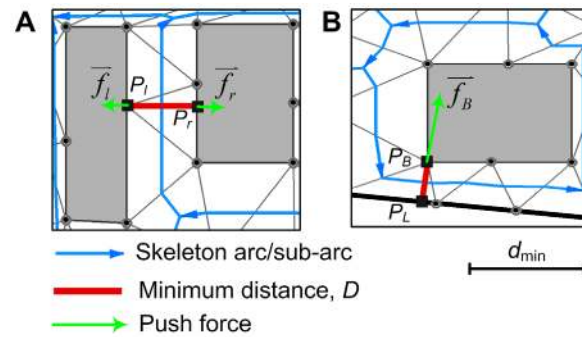 A
B
f_l
P_l
P_r
f_r
f_B
P_B
P_L
Skeleton arc/sub-arc
d_min
Minimum distance, D
Push force